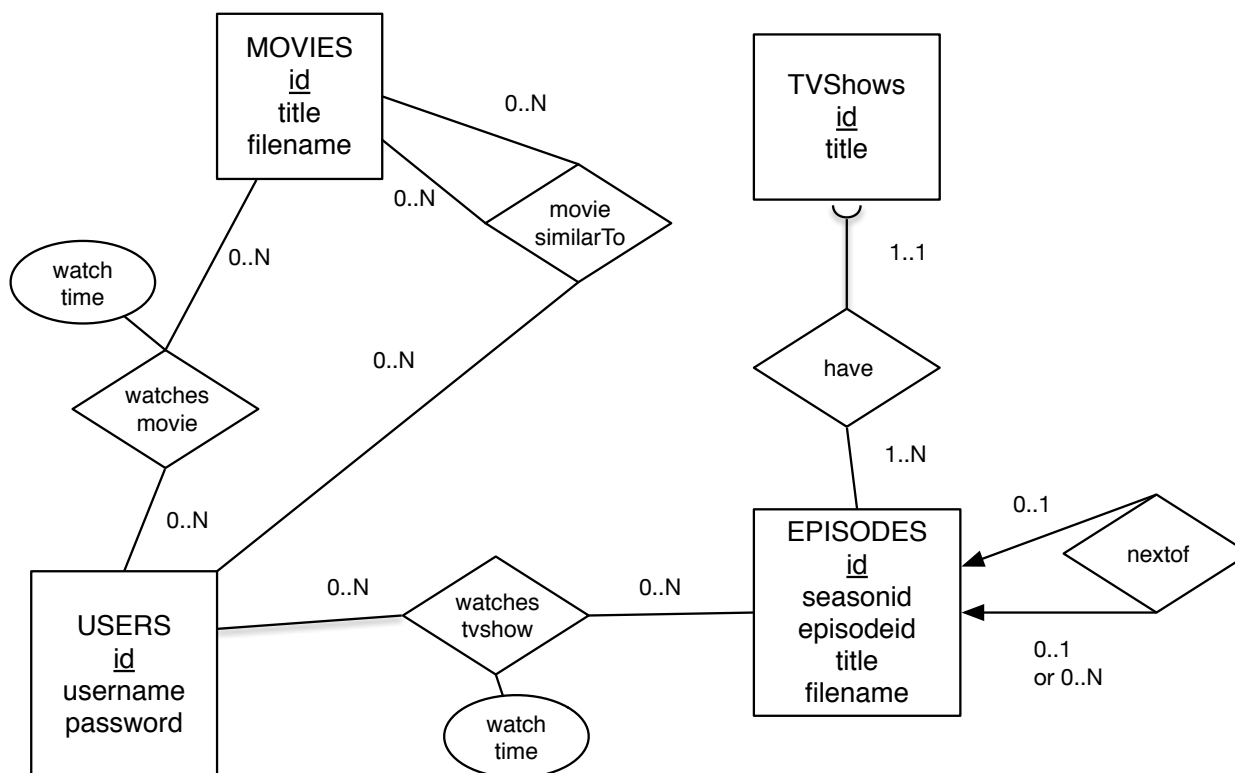 MOVIES
id
title
filename
0..N
0..N
movie
similarTo
0..N
watch
time
0..N
watches
movie
0..N
TVShows
id
title
1..1
have
1..N
USERS
id
username
password
0..N
watches
tvshow
0..N
watch
time
EPISODES
id
seasonid
episodeid
title
filename
0..1
nextof
0..1
or 0..N